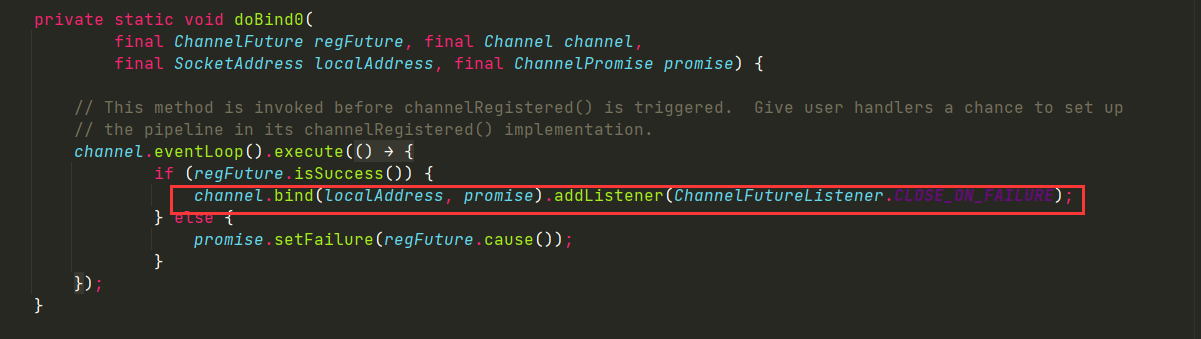 private static void doBind0(
final ChannelFuture regFuture, final Channel channel,
final SocketAddress localAddress, final ChannelPromise promise) {
// This method is invoked before channelRegistered() is triggered.  Give user handlers a chance to set up
// the pipeline in its channelRegistered() implementation.
channel.eventLoop().execute(() → {
if (regFuture.isSuccess()) {
channel.bind(localAddress, promise).addListener(ChannelFutureListener.CLOSE_ON_FAILURE);
} else {
promise.setFailure(regFuture.cause());
}
});
}